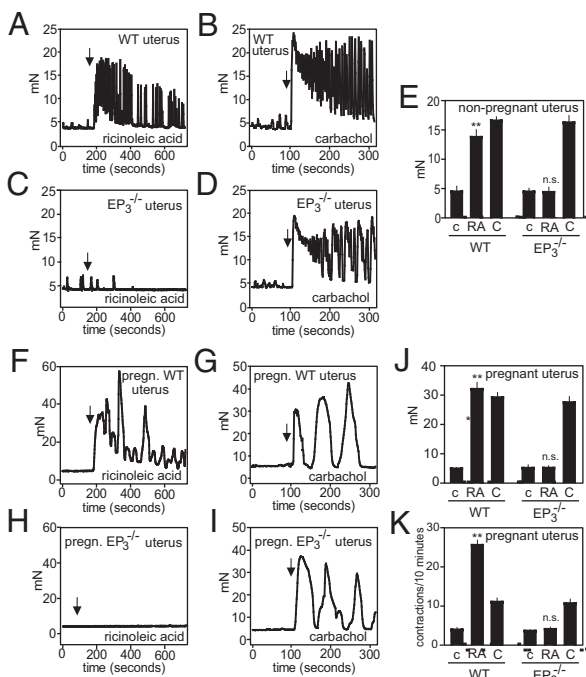 A
WT uterus
mN
25
20
15
10
5
0
0 200 400 600
ricinoleic acid
time (seconds)
B
WT uterus
mN
25
20
15
10
5
0
0 100 200 300
carbachol
time (seconds)
C
EP3-/- uterus
mN
25
20
15
10
5
0
0 200 400 600
ricinoleic acid
time (seconds)
D
EP3-/- uterus
mN
25
20
15
10
5
0
0 100 200 300
carbachol
time (seconds)
E
non-pregnant uterus
mN
20
15
10
5
0
**
n.s.
c RA C c RA C
WT EP3-/-
F
pregn. WT uterus
mN
60
40
20
0
0 200 400 600
ricinoleic acid
time (seconds)
G
pregn. WT uterus
mN
50
40
30
20
10
0
0 100 200 300
carbachol
time (seconds)
H
pregn. EP3-/- uterus
mN
60
40
20
0
0 200 400 600
ricinoleic acid
time (seconds)
I
pregn. EP3-/- uterus
mN
50
40
30
20
10
0
0 100 200 300
carbachol
time (seconds)
J
pregnant uterus
mN
40
30
20
10
0
**
*
n.s.
c RA C c RA C
WT EP3-/-
K
pregnant uterus
contractions/10 minutes
30
20
10
0
**
n.s.
c RA C c RA C
WT EP3-/-